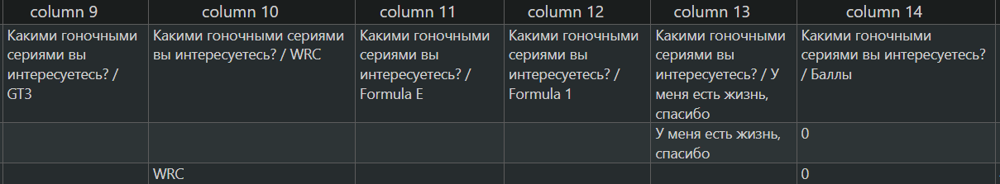 column 9
column 10
column 11
column 12
column 13
column 14
Какими гоночными
сериями вы
интересуетесь? /
GT3
Какими гоночными сериями
вы интересуетесь? / WRC
Какими гоночными
сериями вы
интересуетесь? /
Formula E
Какими гоночными
сериями вы
интересуетесь? /
Formula 1
Какими гоночными
сериями вы
интересуетесь? / У
меня есть жизнь,
спасибо
Какими гоночными
сериями вы интересуетесь?
/ Баллы
У меня есть жизнь,
спасибо
0
WRC
0